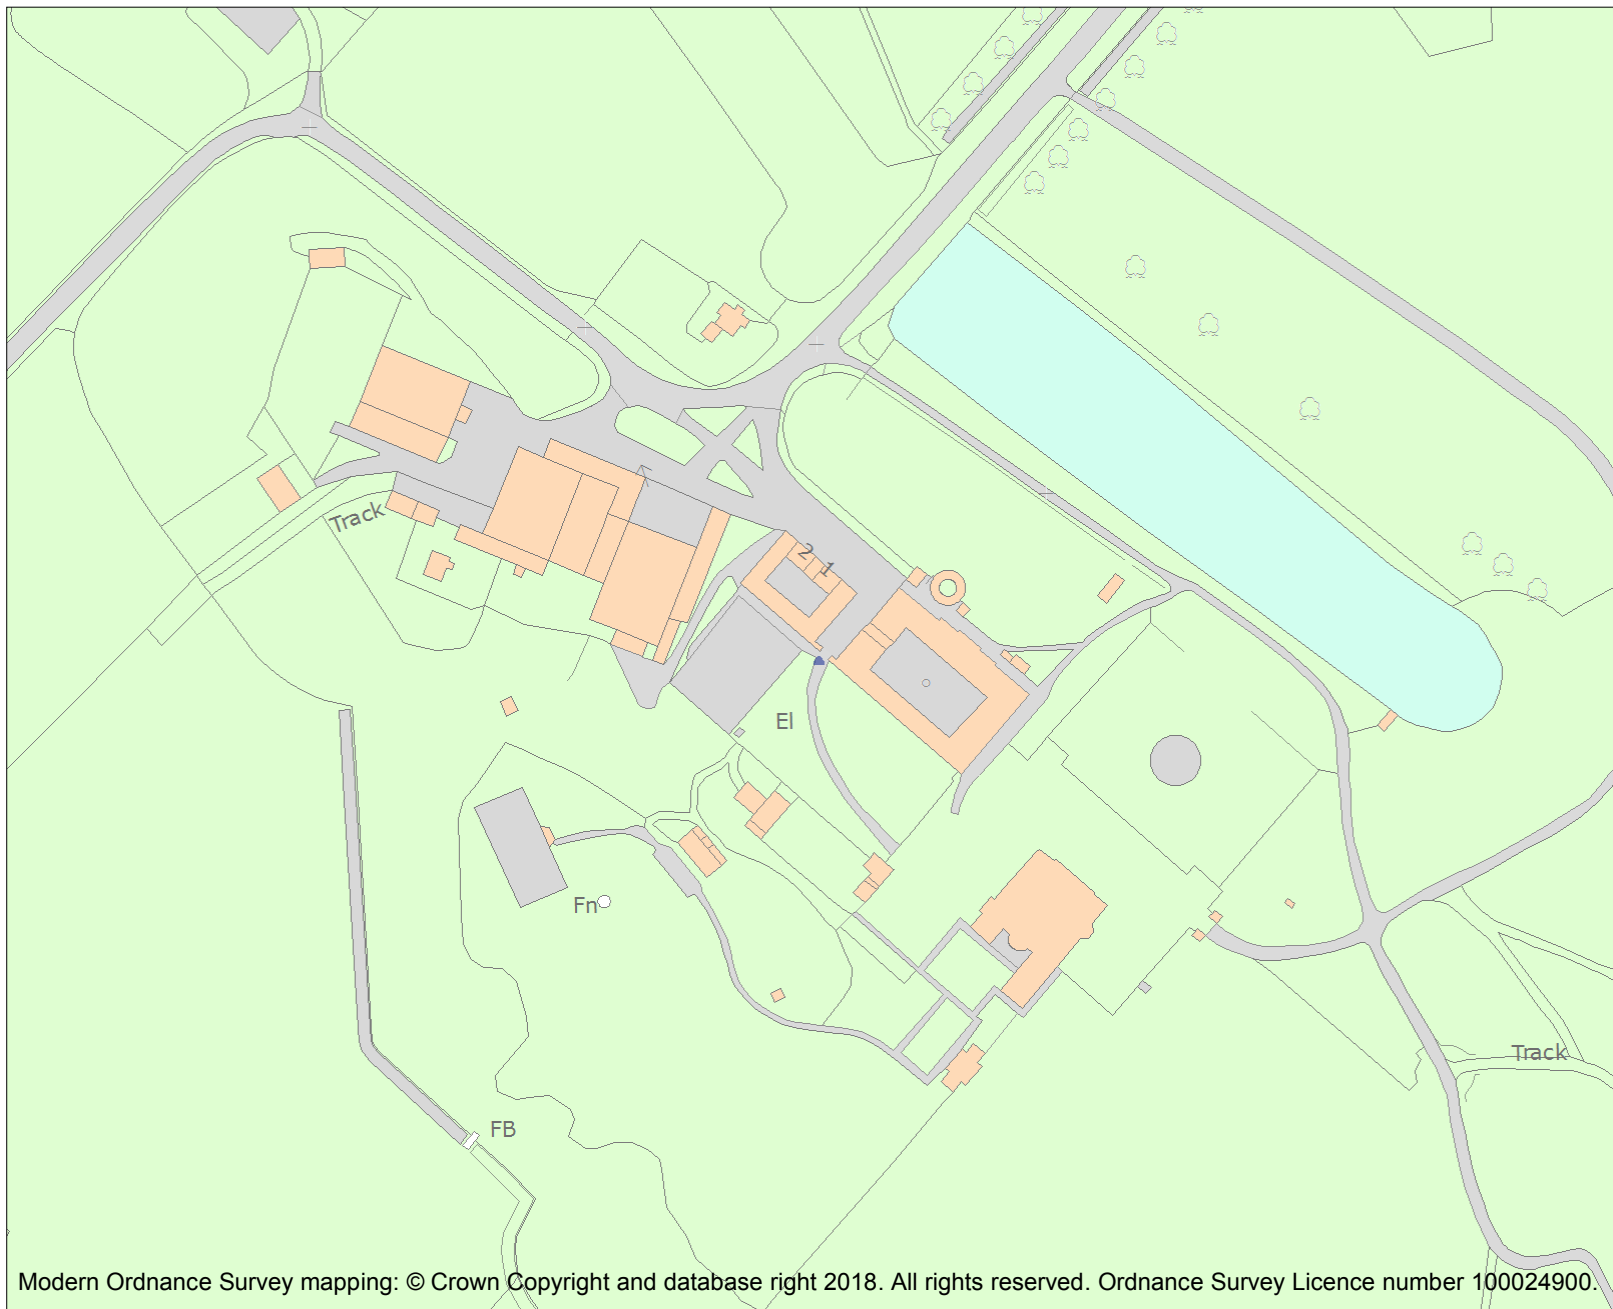 2
1
Track
El
Fn
Track
FB
Modern Ordnance Survey mapping: © Crown Copyright and database right 2018. All rights reserved. Ordnance Survey Licence number 100024900.